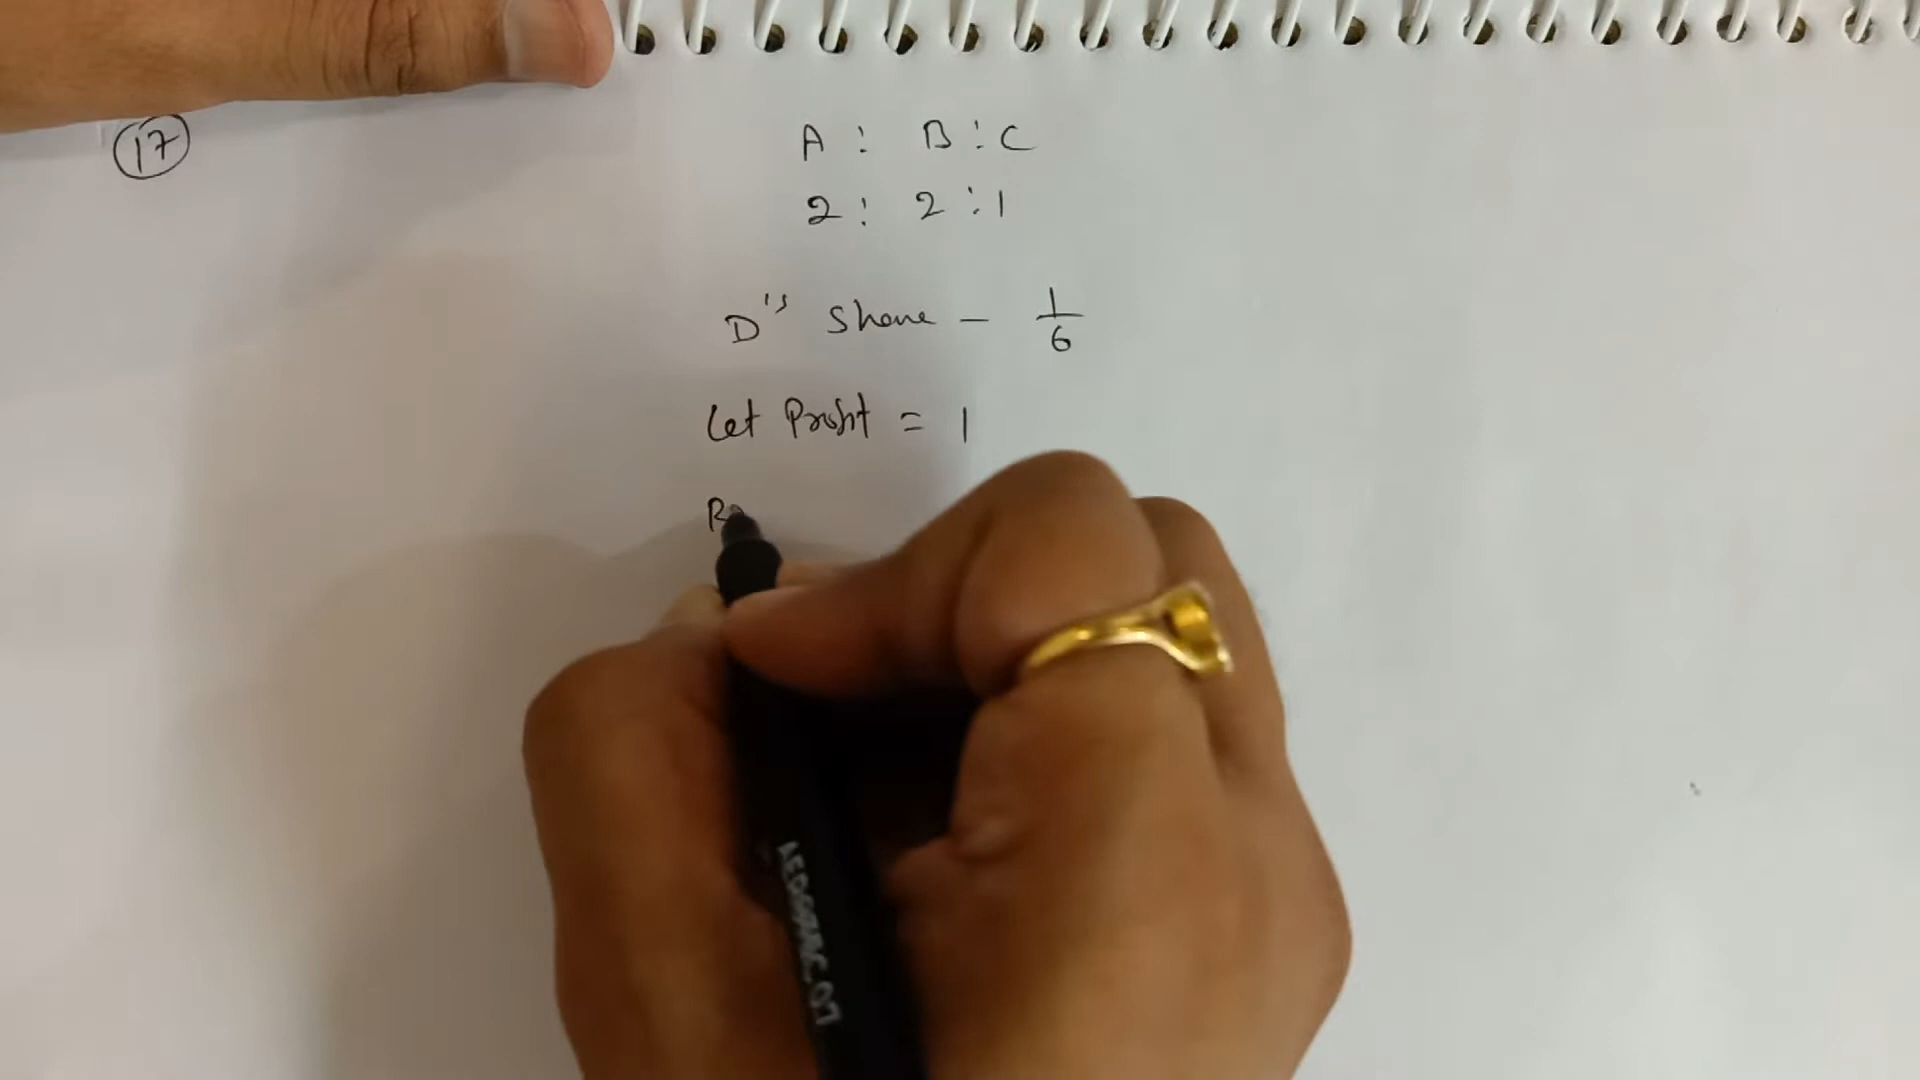 17
A : B : C
2 : 2 : 1
D's Share - 1/6
Let Profit = 1
R